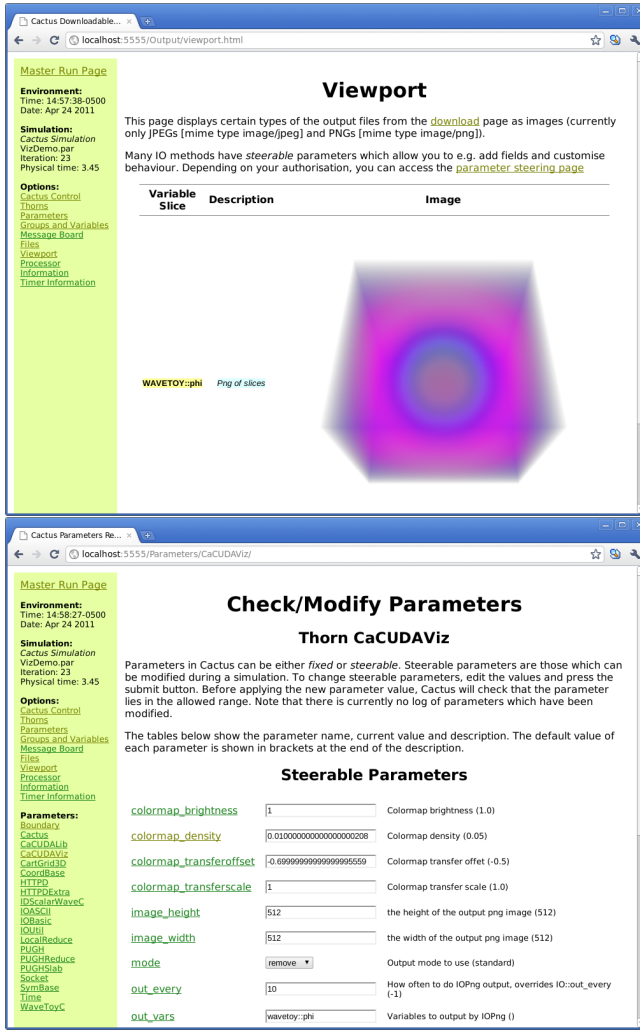 Cactus Downloadable...
localhost:5555/Output/viewport.html
Master Run Page
Environment:
Time: 14:57:38-0500
Date: Apr 24 2011
Simulation:
Cactus Simulation
VizDemo.par
Iteration: 23
Physical time: 3.45
Options:
Cactus Control
Thorns
Parameters
Groups and Variables
Message Board
Files
Viewport
Processor
Information
Timer Information
Viewport
This page displays certain types of the output files from the download page as images (currently
only JPEGs [mime type image/jpeg] and PNGs [mime type image/png]).
Many IO methods have steerable parameters which allow you to e.g. add fields and customise
behaviour. Depending on your authorisation, you can access the parameter steering page
Variable Slice Description Image
WAVETOY::phi Png of slices
Cactus Parameters Re...
localhost:5555/Parameters/CaCUDAViz/
Master Run Page
Environment:
Time: 14:58:27-0500
Date: Apr 24 2011
Simulation:
Cactus Simulation
VizDemo.par
Iteration: 23
Physical time: 3.45
Options:
Cactus Control
Thorns
Parameters
Groups and Variables
Message Board
Files
Viewport
Processor
Information
Timer Information
Parameters:
Boundary
Cactus
CaCUDALib
CaCUDAViz
CartGrid3D
CoordBase
HTTPD
HTTPDExtra
IDScalarWaveC
IOASCII
IOBasic
IOUtil
LocalReduce
PUGH
PUGHReduce
PUGHSlab
Socket
SymBase
Time
WaveToyC
Check/Modify Parameters
Thorn CaCUDAViz
Parameters in Cactus can be either fixed or steerable. Steerable parameters are those which can
be modified during a simulation. To change steerable parameters, edit the values and press the
submit button. Before applying the new parameter value, Cactus will check that the parameter
lies in the allowed range. Note that there is currently no log of parameters which have been
modified.
The tables below show the parameter name, current value and description. The default value of
each parameter is shown in brackets at the end of the description.
Steerable Parameters
colormap_brightness 1 Colormap brightness (1.0)
colormap_density 0.010000000000000000208 Colormap density (0.05)
colormap_transferoffset -0.69999999999999995559 Colormap transfer offet (-0.5)
colormap_transferscale 1 Colormap transfer scale (1.0)
image_height 512 the height of the output png image (512)
image_width 512 the width of the output png image (512)
mode remove Output mode to use (standard)
out_every 10 How often to do IOPng output, overrides IO::out_every
(-1)
out_vars wavetoy::phi Variables to output by IOPng ()